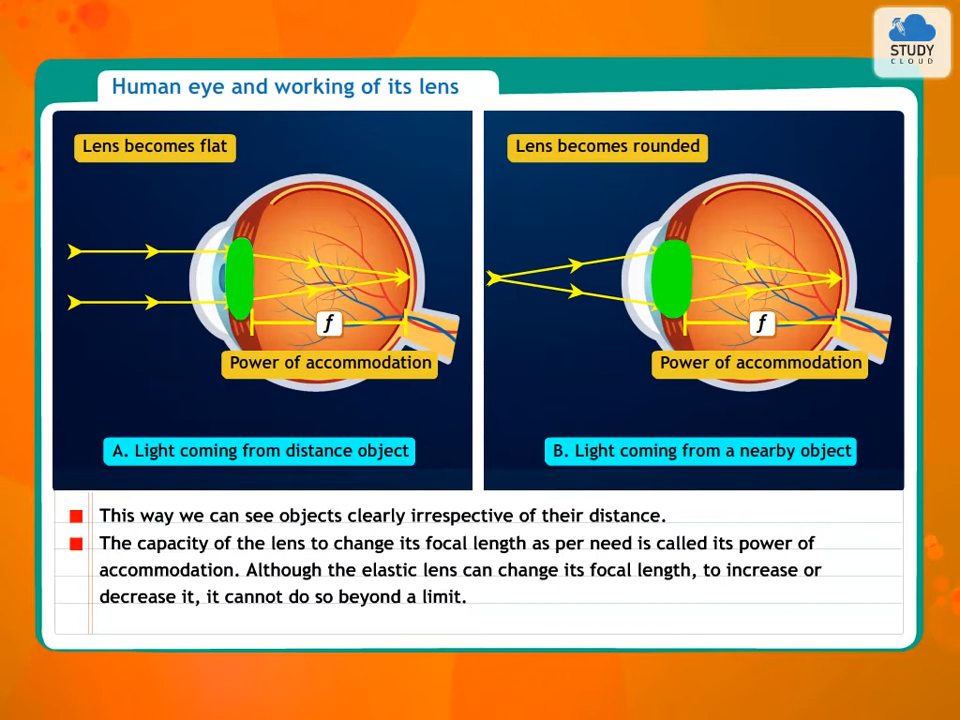 STUDY
CLOUD
Human eye and working of its lens
Lens becomes flat
Lens becomes rounded
f
f
Power of accommodation
Power of accommodation
A. Light coming from distance object
B. Light coming from a nearby object
This way we can see objects clearly irrespective of their distance.
The capacity of the lens to change its focal length as per need is called its power of
accommodation. Although the elastic lens can change its focal length, to increase or
decrease it, it cannot do so beyond a limit.